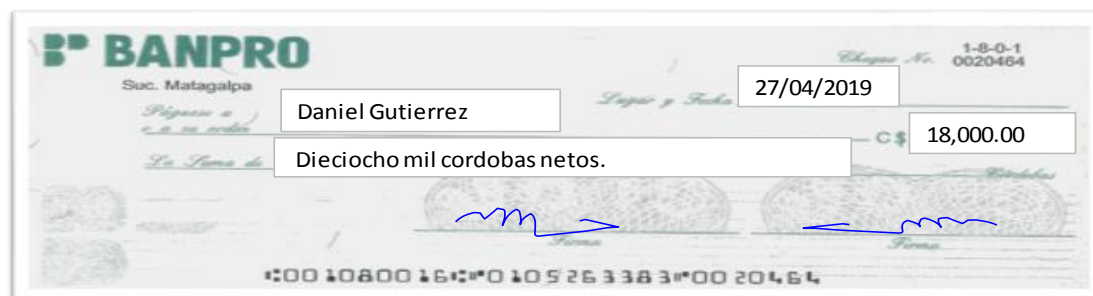 BANPRO
Cheque No. 1-8-0-1
0020464
Suc. Matagalpa
Lugar y Fecha 27/04/2019
Páguese a
o a su orden Daniel Gutierrez C$ 18,000.00
La Suma de Dieciocho mil cordobas netos. Córdobas
Firma Firma
⑆001080016⑆⑈0105263383⑈0020464